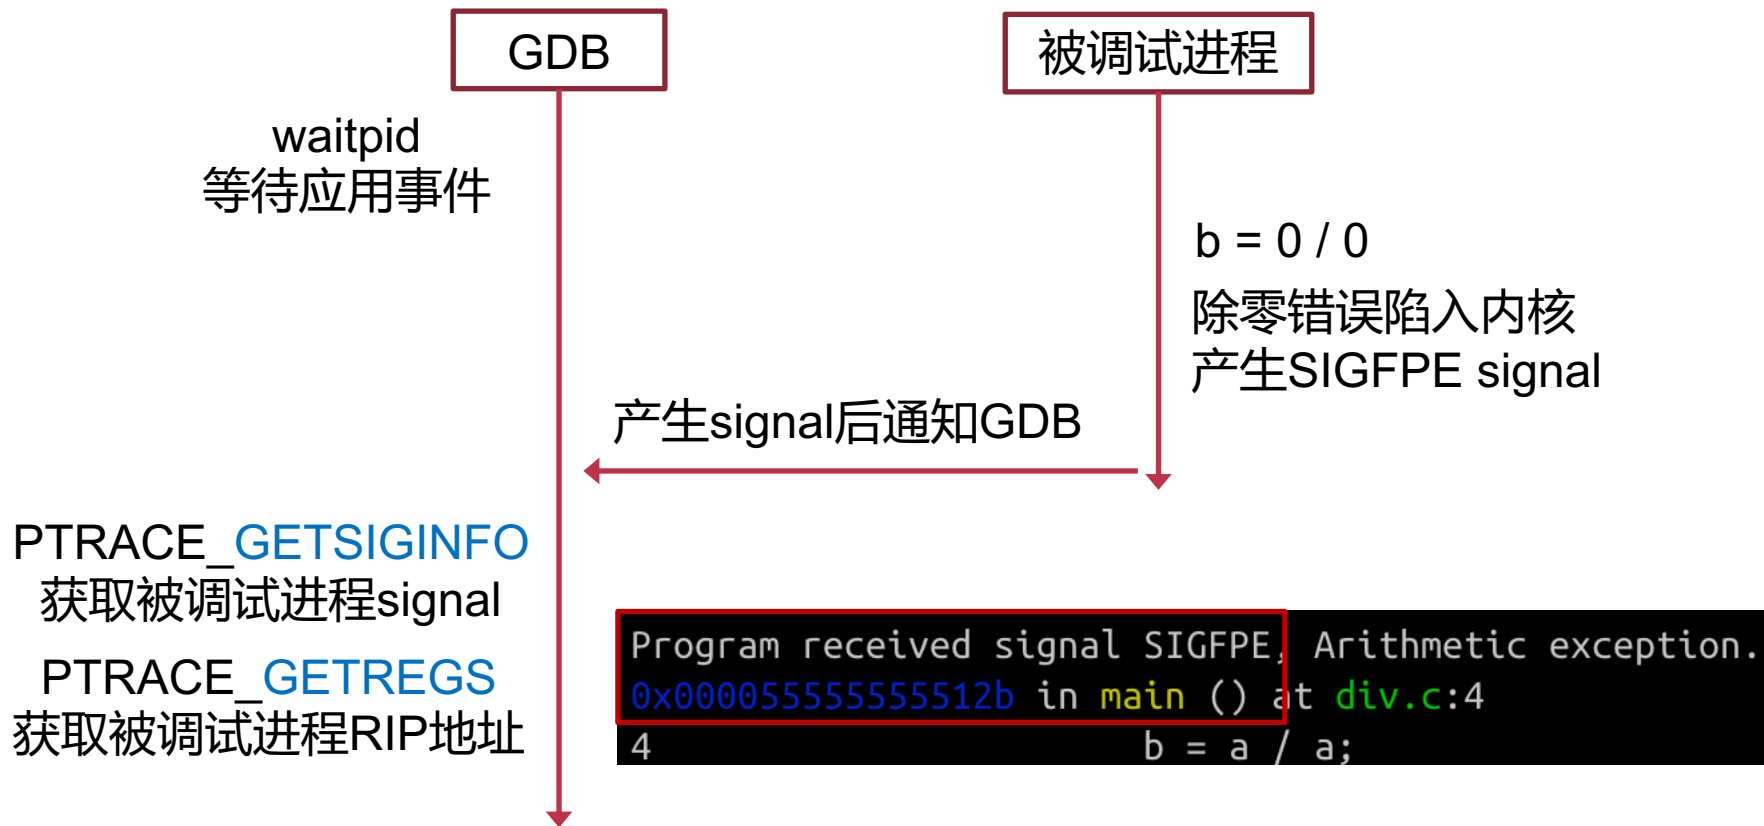 GDB
被调试进程
waitpid
等待应用事件
b = 0 / 0
除零错误陷入内核
产生SIGFPE signal
产生signal后通知GDB
PTRACE_GETSIGINFO
获取被调试进程signal
PTRACE_GETREGS
获取被调试进程RIP地址
Program received signal SIGFPE, Arithmetic exception.
0x000055555555512b in main () at div.c:4
4 b = a / a;